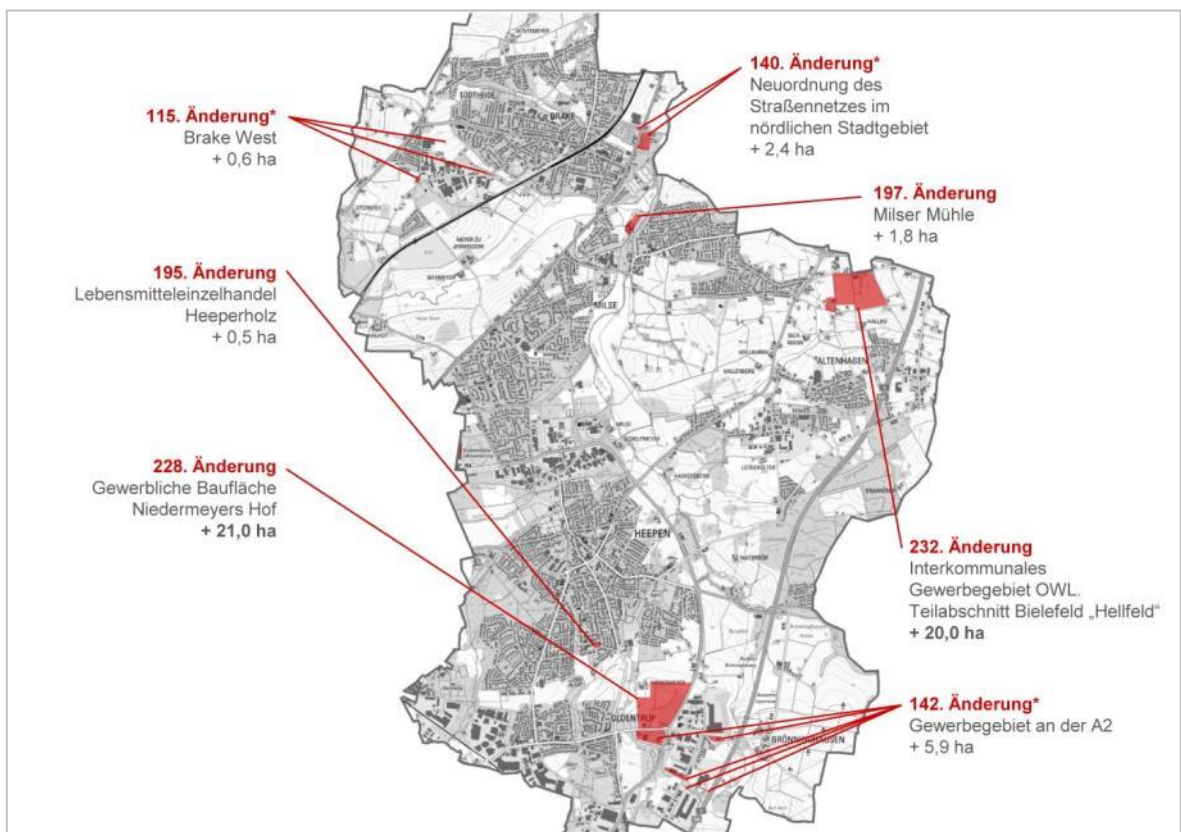 115. Änderung*
Brake West
+ 0,6 ha
140. Änderung*
Neuordnung des
Straßennetzes im
nördlichen Stadtgebiet
+ 2,4 ha
197. Änderung
Milser Mühle
+ 1,8 ha
195. Änderung
Lebensmitteleinzelhandel
Heeperholz
+ 0,5 ha
228. Änderung
Gewerbliche Baufläche
Niedermeyers Hof
+ 21,0 ha
232. Änderung
Interkommunales
Gewerbegebiet OWL.
Teilabschnitt Bielefeld „Hellfeld“
+ 20,0 ha
142. Änderung*
Gewerbegebiet an der A2
+ 5,9 ha
BRAKE
MILSE
ALTENHAGEN
HEEPEN
OLDENTRUP
BRÖNNINGHAUSEN